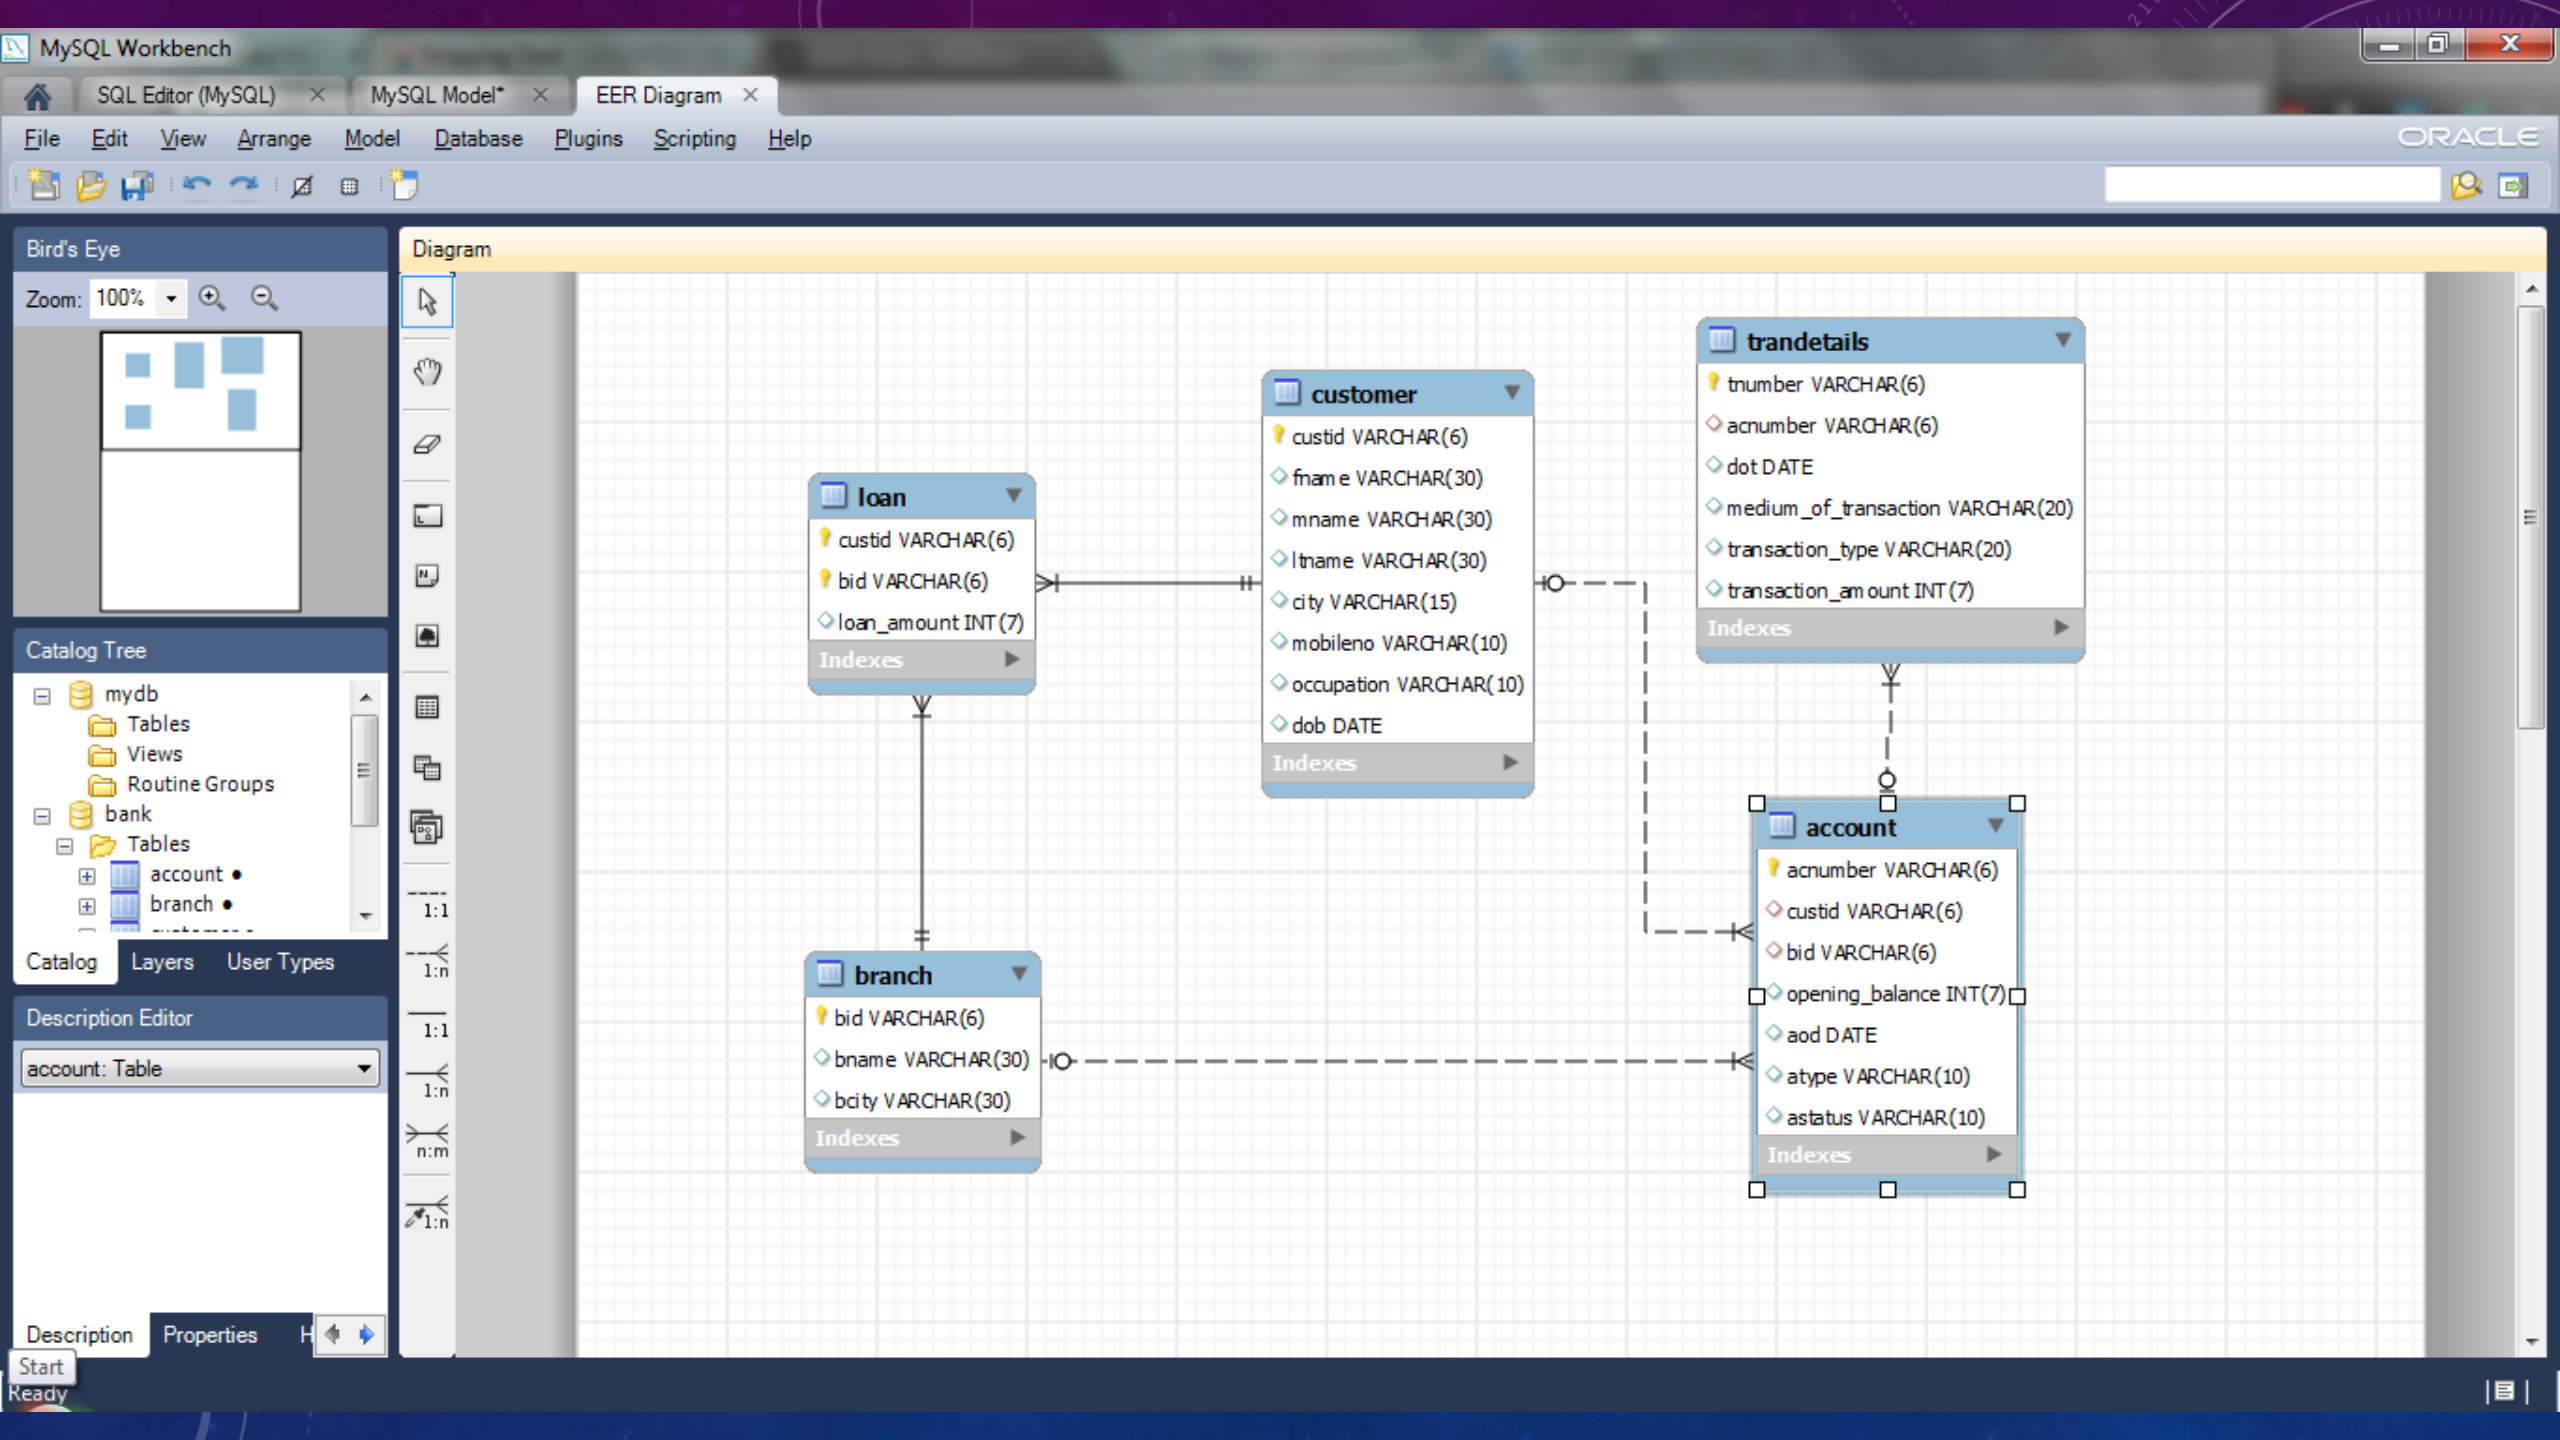 MySQL Workbench
SQL Editor (MySQL)
MySQL Model*
EER Diagram
File Edit View Arrange Model Database Plugins Scripting Help
ORACLE
Bird's Eye
Zoom: 100%
Catalog Tree
mydb
Tables
Views
Routine Groups
bank
Tables
account
branch
Catalog Layers User Types
Description Editor
account: Table
Description Properties H
Start
Ready
Diagram
1:1
1:n
1:1
1:n
n:m
1:n
loan
custid VARCHAR(6)
bid VARCHAR(6)
loan_amount INT(7)
Indexes
customer
custid VARCHAR(6)
fname VARCHAR(30)
mname VARCHAR(30)
ltname VARCHAR(30)
city VARCHAR(15)
mobileno VARCHAR(10)
occupation VARCHAR(10)
dob DATE
Indexes
trandetails
tnumber VARCHAR(6)
acnumber VARCHAR(6)
dot DATE
medium_of_transaction VARCHAR(20)
transaction_type VARCHAR(20)
transaction_amount INT(7)
Indexes
branch
bid VARCHAR(6)
bname VARCHAR(30)
bcity VARCHAR(30)
Indexes
account
acnumber VARCHAR(6)
custid VARCHAR(6)
bid VARCHAR(6)
opening_balance INT(7)
aod DATE
atype VARCHAR(10)
astatus VARCHAR(10)
Indexes